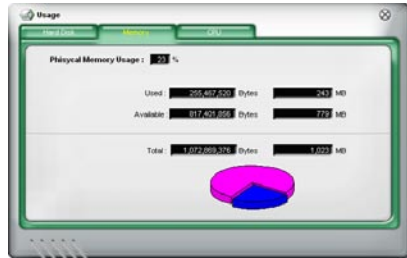 Usage
Hard Disk Memory CPU
Phisycal Memory Usage : 23 %
Used : 255,467,520 Bytes 243 MB
Available : 817,401,856 Bytes 779 MB
Total : 1,072,869,376 Bytes 1,023 MB